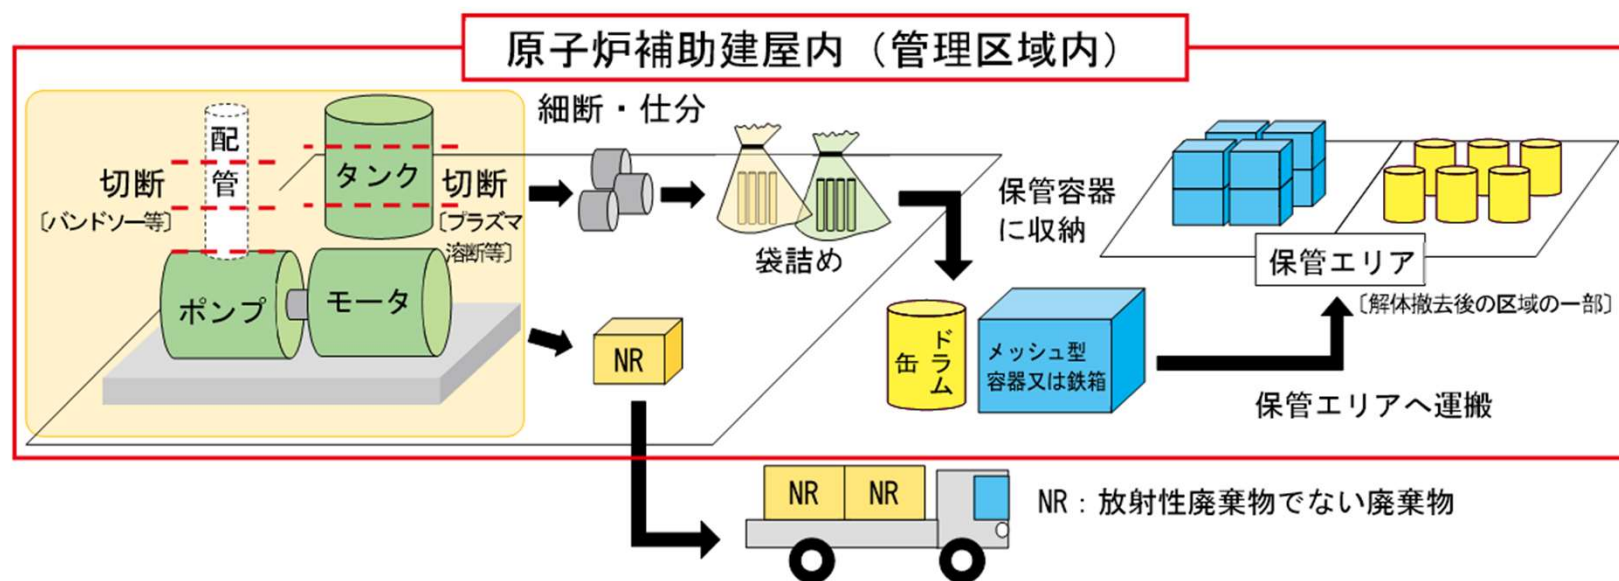 原子炉補助建屋内（管理区域内）
細断・仕分
配管
切断
〔バンドソー等〕
タンク
切断
〔プラズマ
溶断等〕
ポンプ
モータ
袋詰め
保管容器
に収納
NR
ドラム
缶
メッシュ型
容器又は鉄箱
保管エリア
〔解体撤去後の区域の一部〕
保管エリアへ運搬
NR
NR
NR：放射性廃棄物でない廃棄物